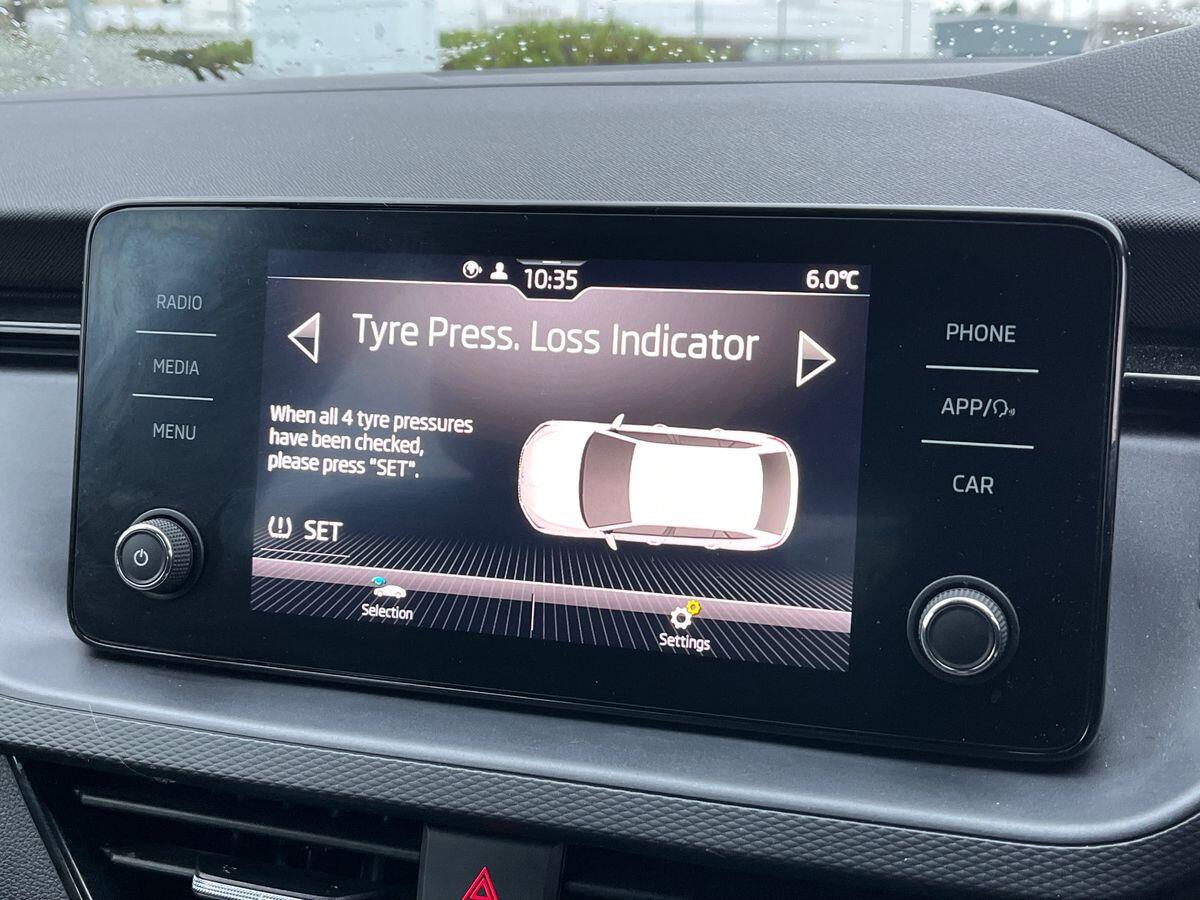 10:35
6.0°C
RADIO
MEDIA
MENU
Tyre Press. Loss Indicator
When all 4 tyre pressures
have been checked,
please press "SET".
SET
Selection
Settings
PHONE
APP/
CAR